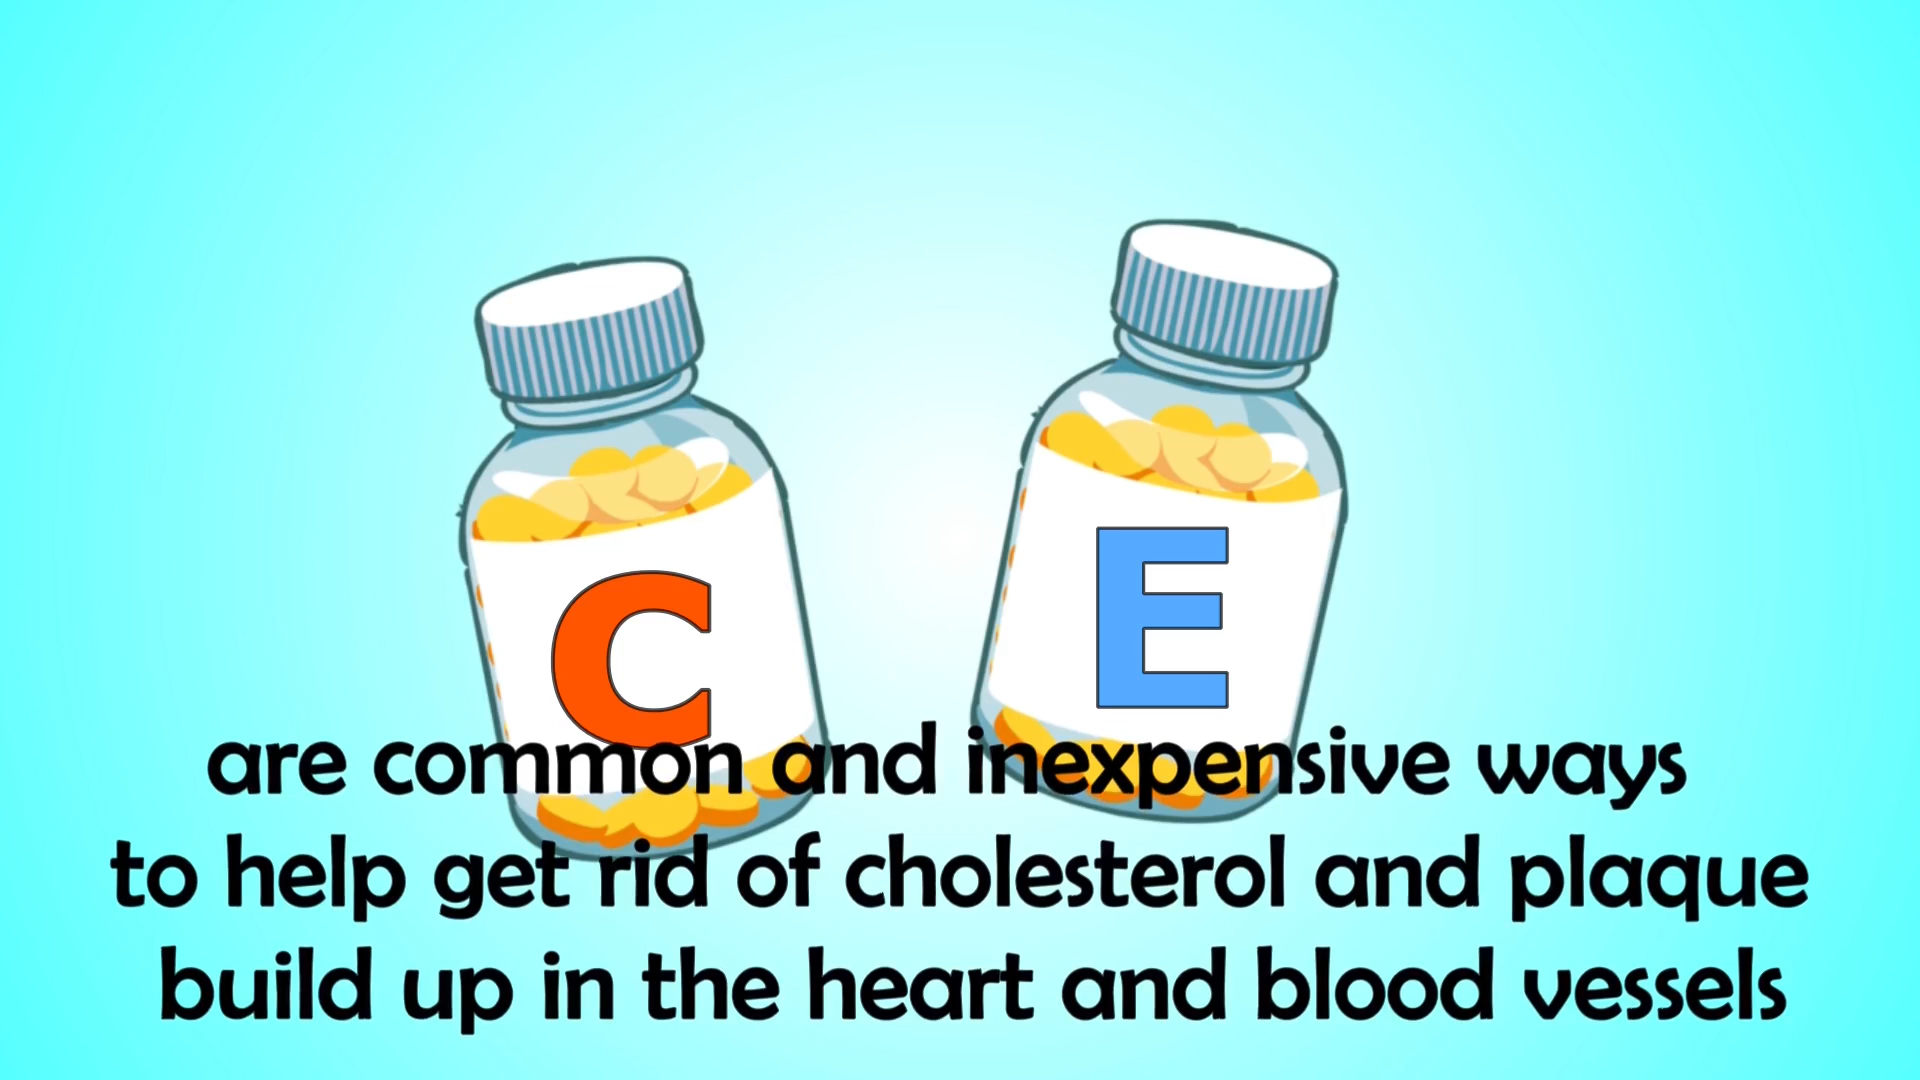 C
E
are common and inexpensive ways
to help get rid of cholesterol and plaque
build up in the heart and blood vessels